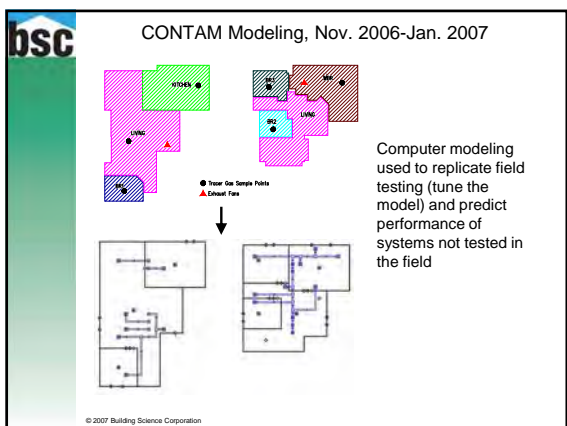 bsc
CONTAM Modeling, Nov. 2006-Jan. 2007
KITCHEN
LIVING
MBR
LIVING
BR2
Tracer Gas Sample Points
Exhaust Fans
Computer modeling
used to replicate field
testing (tune the
model) and predict
performance of
systems not tested in
the field
© 2007 Building Science Corporation